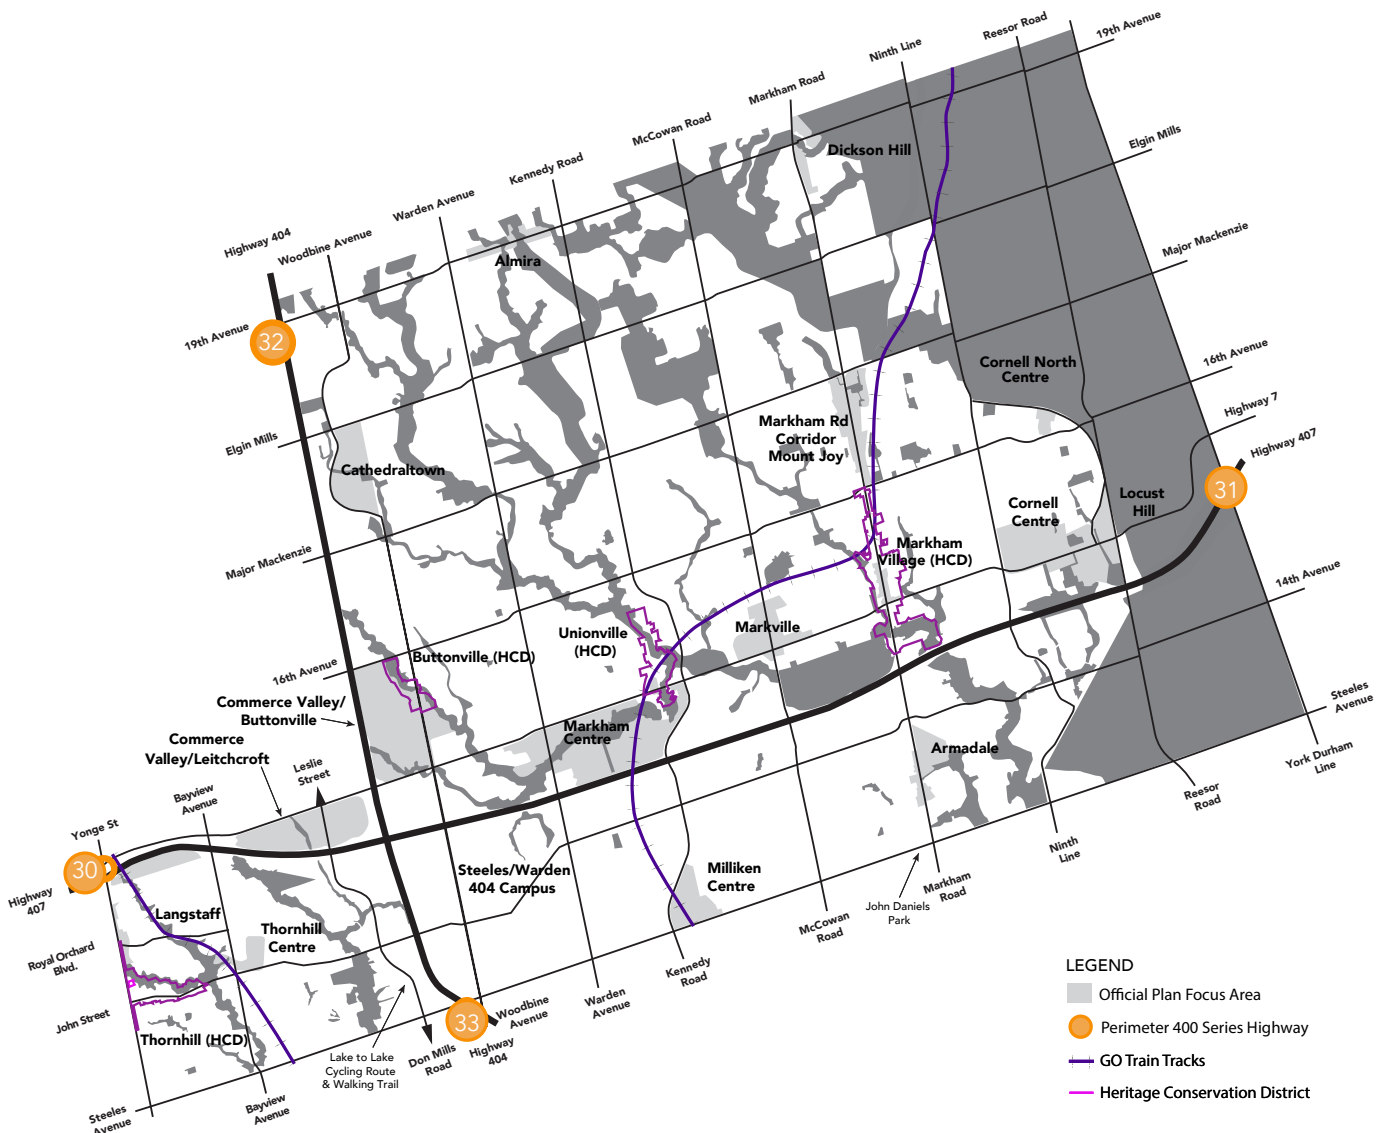 19th Avenue
Reesor Road
Ninth Line
Markham Road
McCowan Road
Kennedy Road
Warden Avenue
Woodbine Avenue
Highway 404
Elgin Mills
Dickson Hill
Almira
Major Mackenzie
19th Avenue
32
16th Avenue
Cornell North
Centre
Highway 7
Markham Rd
Corridor
Mount Joy
Highway 407
Elgin Mills
Cathedraltown
31
Locust
Hill
Cornell
Centre
Major Mackenzie
Markham
Village (HCD)
14th Avenue
Markville
Unionville
(HCD)
Buttonville (HCD)
16th Avenue
Commerce Valley/
Buttonville
Steeles
Avenue
Markham
Centre
Commerce
Valley/Leitchcroft
Armadale
York Durham
Line
Leslie
Street
Bayview
Avenue
Reesor
Road
Yonge St
30
Highway
407
Ninth
Line
Steeles/Warden
404 Campus
Milliken
Centre
Markham
Road
John Daniels
Park
McCowan
Road
Langstaff
Thornhill
Centre
Royal Orchard
Blvd.
Kennedy
Road
Warden
Avenue
Woodbine
Avenue
33
John Street
Thornhill (HCD)
Highway
404
Don Mills
Road
Lake to Lake
Cycling Route
& Walking Trail
Steeles
Avenue
Bayview
Avenue
LEGEND
Official Plan Focus Area
Perimeter 400 Series Highway
GO Train Tracks
Heritage Conservation District